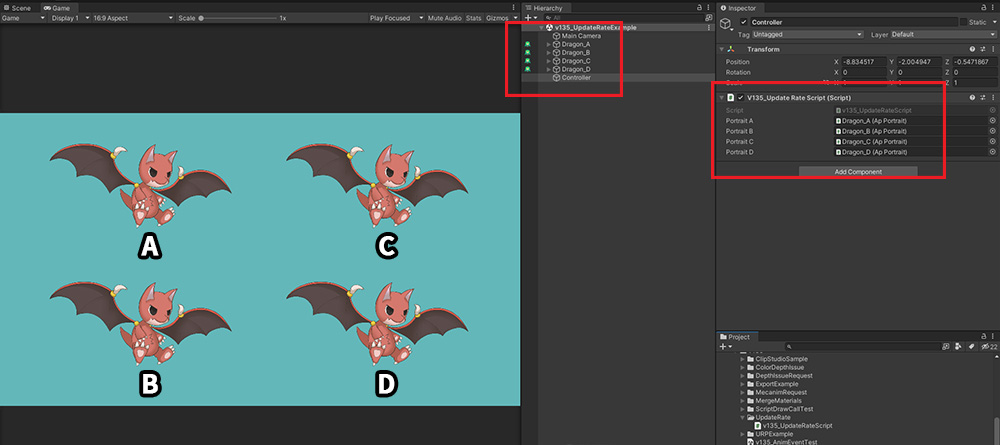 Scene Game
Game Display 1 16:9 Aspect Scale 1x Play Focused Mute Audio Stats Gizmos
A
C
B
D
Hierarchy
All
v135_UpdateRateExample
Main Camera
Dragon_A
Dragon_B
Dragon_C
Dragon_D
Controller
Inspector
Controller Static
Tag Untagged Layer Default
Transform
Position X -8.834517 Y -2.004947 Z -0.5471867
Rotation X 0 Y 0 Z 0
Scale 1
V135_Update Rate Script (Script)
Script v135_UpdateRateScript
Portrait A Dragon_A (Ap Portrait)
Portrait B Dragon_B (Ap Portrait)
Portrait C Dragon_C (Ap Portrait)
Portrait D Dragon_D (Ap Portrait)
Add Component
Project
22
ClipStudioSample
ColorDepthIssue
DepthIssueRequest
ExportExample
MecanimRequest
MergeMaterials
ScriptDrawCallTest
UpdateRate
v135_UpdateRateScript
URPExample
v135_AnimEventTest